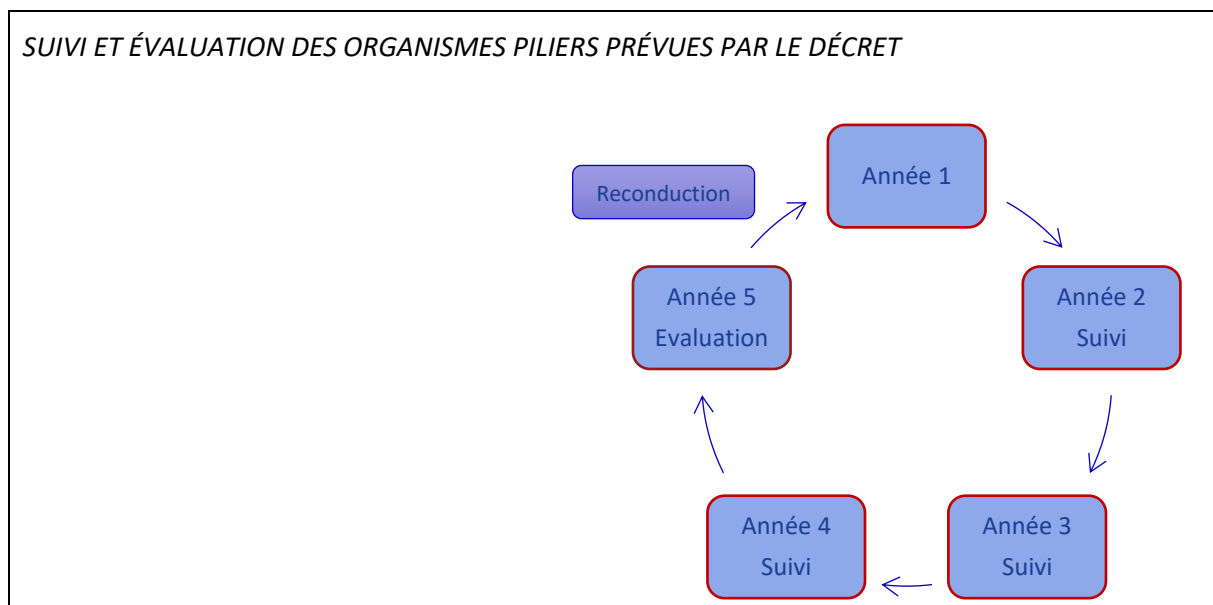 SUIVI ET ÉVALUATION DES ORGANISMES PILIERS PRÉVUES PAR LE DÉCRET
Année 1
Reconduction
Année 2
Suivi
Année 3
Suivi
Année 4
Suivi
Année 5
Evaluation